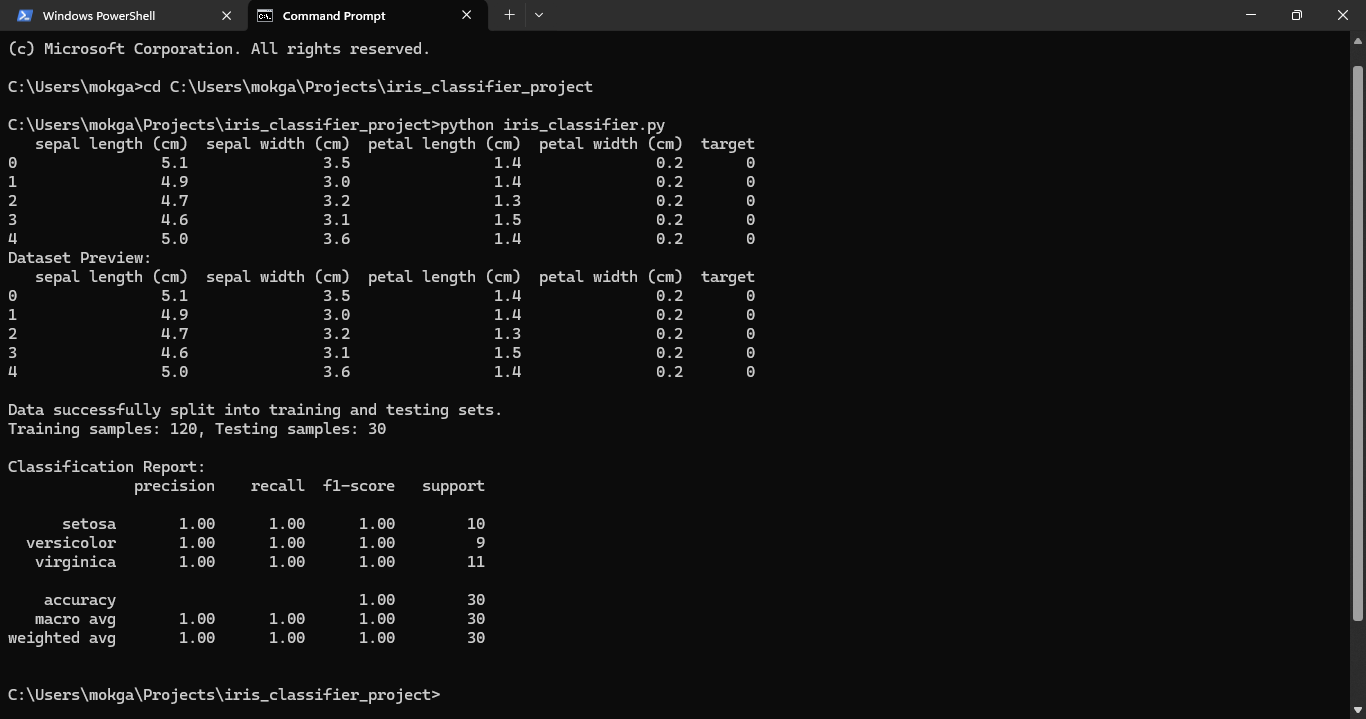 Windows PowerShell
Command Prompt
(c) Microsoft Corporation. All rights reserved.
C:\Users\mokga>cd C:\Users\mokga\Projects\iris_classifier_project
C:\Users\mokga\Projects\iris_classifier_project>python iris_classifier.py
sepal length (cm)  sepal width (cm)  petal length (cm)  petal width (cm)  target
0                5.1               3.5                1.4               0.2       0
1                4.9               3.0                1.4               0.2       0
2                4.7               3.2                1.3               0.2       0
3                4.6               3.1                1.5               0.2       0
4                5.0               3.6                1.4               0.2       0
Dataset Preview:
sepal length (cm)  sepal width (cm)  petal length (cm)  petal width (cm)  target
0                5.1               3.5                1.4               0.2       0
1                4.9               3.0                1.4               0.2       0
2                4.7               3.2                1.3               0.2       0
3                4.6               3.1                1.5               0.2       0
4                5.0               3.6                1.4               0.2       0
Data successfully split into training and testing sets.
Training samples: 120, Testing samples: 30
Classification Report:
precision    recall  f1-score   support
setosa       1.00      1.00      1.00        10
versicolor       1.00      1.00      1.00         9
virginica       1.00      1.00      1.00        11
accuracy                           1.00        30
macro avg       1.00      1.00      1.00        30
weighted avg       1.00      1.00      1.00        30
C:\Users\mokga\Projects\iris_classifier_project>